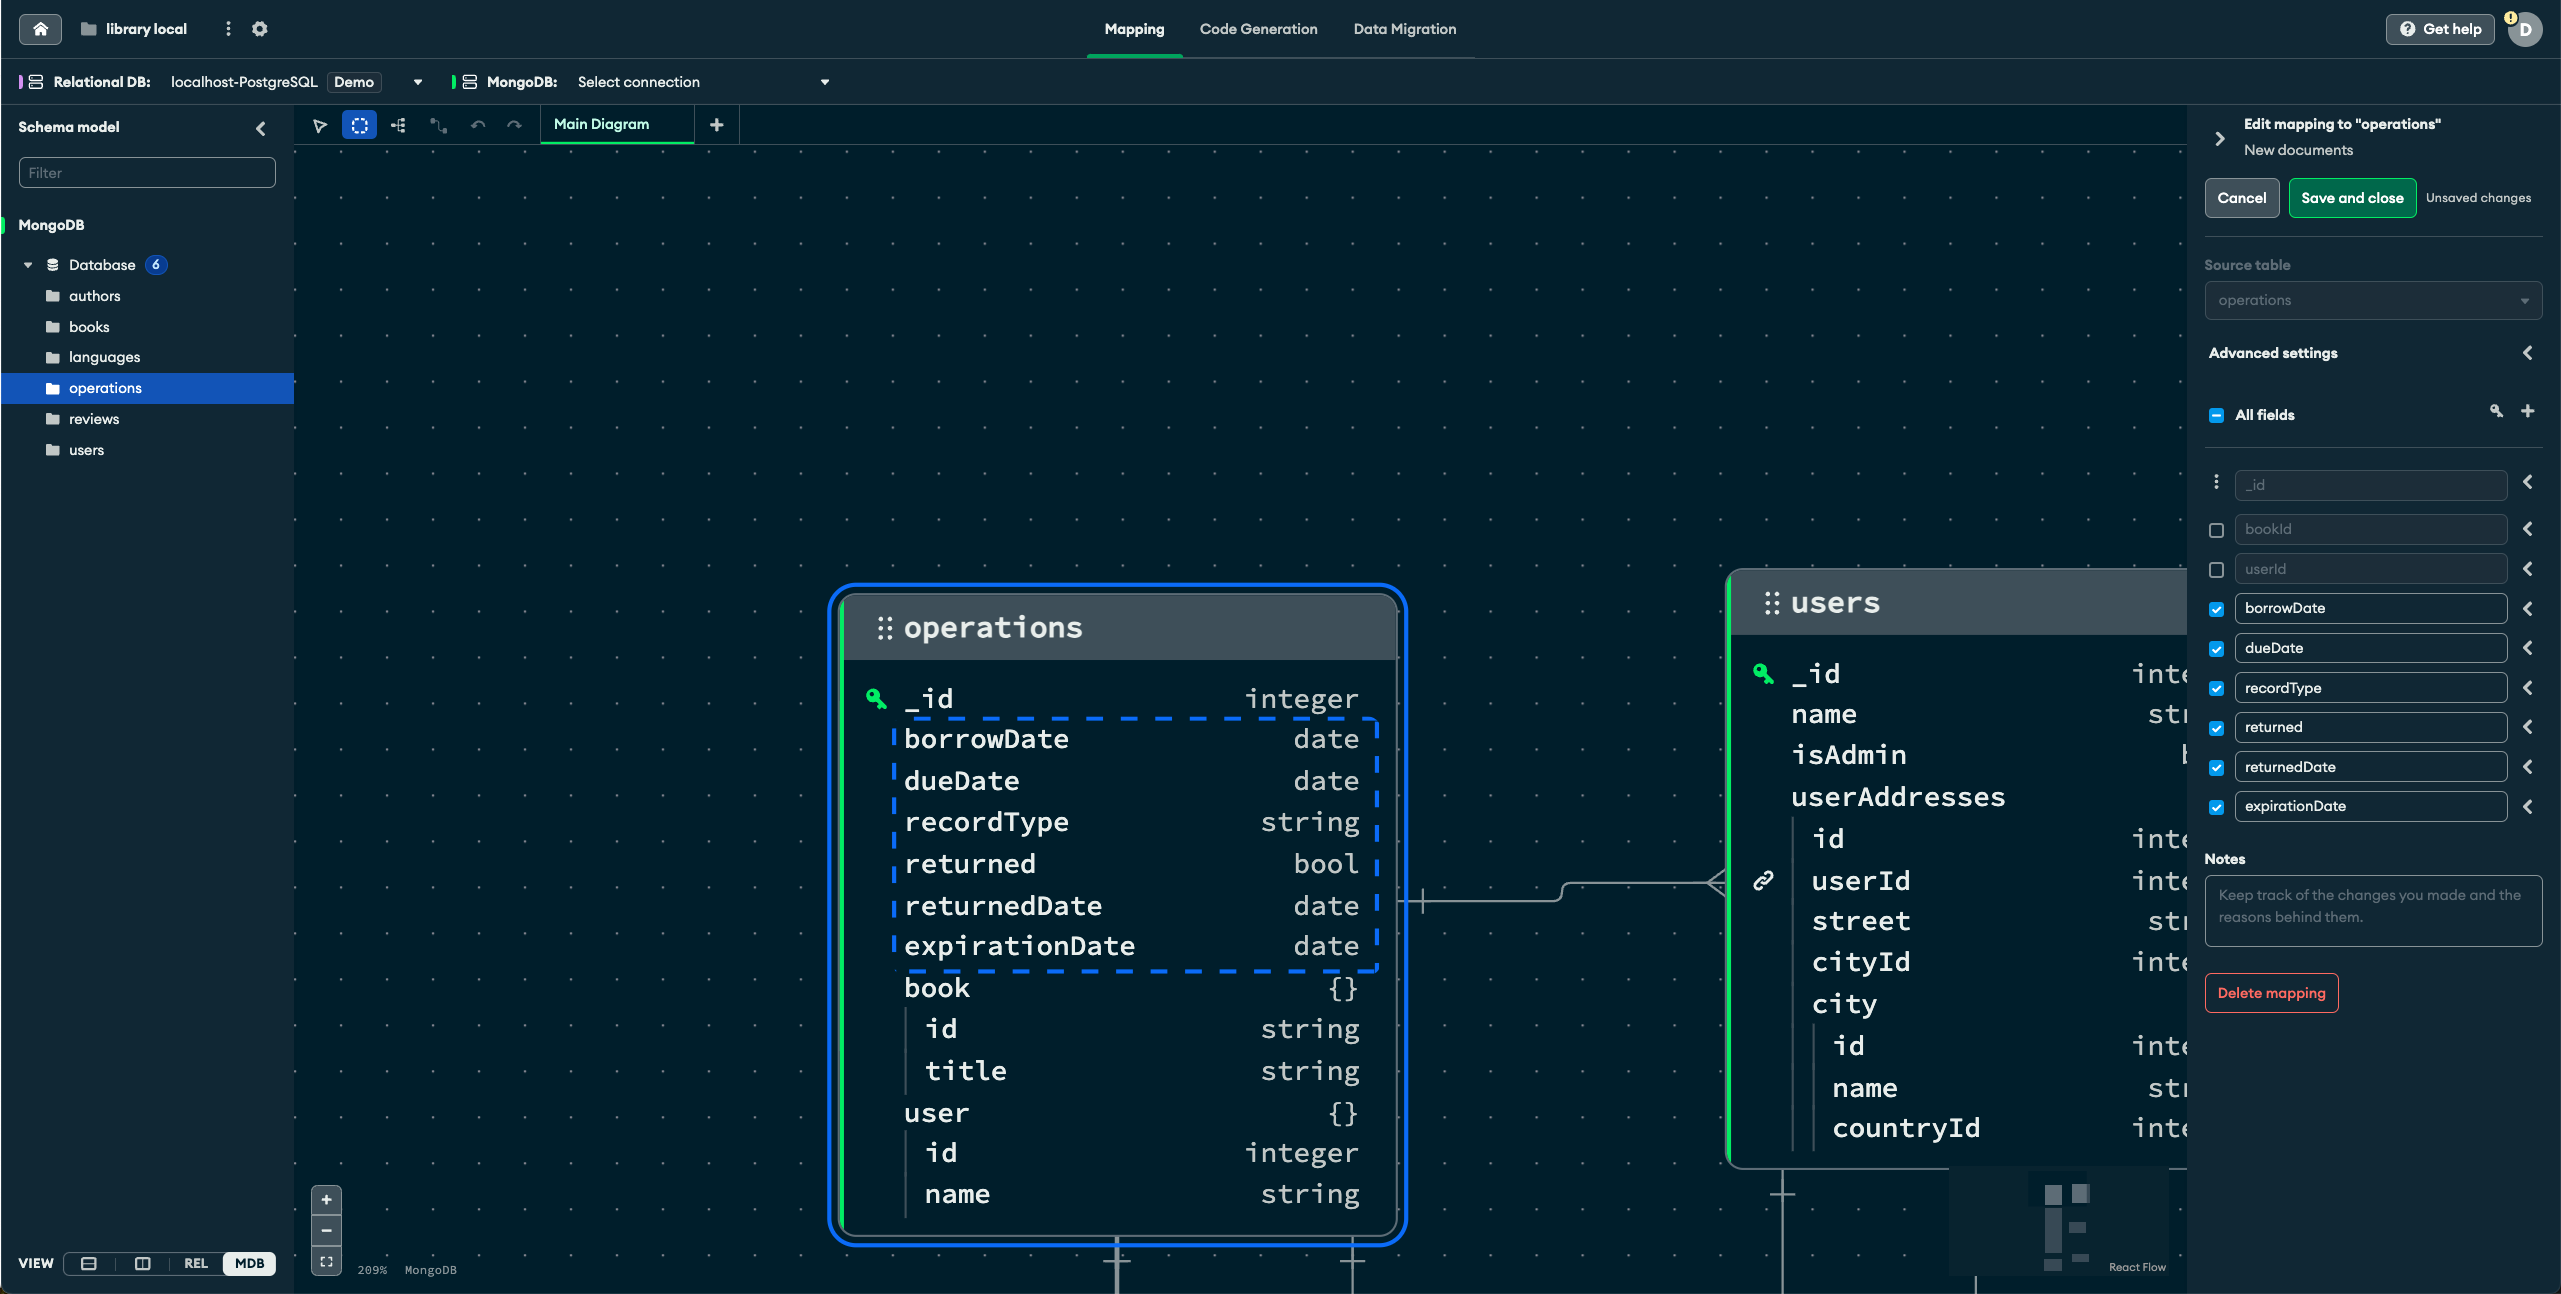 library local
Mapping
Code Generation
Data Migration
Get help
D
Relational DB: localhost-PostgreSQL Demo
MongoDB: Select connection
Schema model
Filter
MongoDB
Database 6
authors
books
languages
operations
reviews
users
VIEW REL MDB
Main Diagram
operations
_id integer
borrowDate date
dueDate date
recordType string
returned bool
returnedDate date
expirationDate date
book {}
id string
title string
user {}
id integer
name string
users
_id inte
name str
isAdmin
userAddresses
id inte
userId inte
street str
cityId inte
city
id inte
name str
countryId inte
209% MongoDB
React Flow
Edit mapping to "operations"
New documents
Cancel
Save and close
Unsaved changes
Source table
operations
Advanced settings
All fields
_id
bookId
userId
borrowDate
dueDate
recordType
returned
returnedDate
expirationDate
Notes
Keep track of the changes you made and the
reasons behind them.
Delete mapping